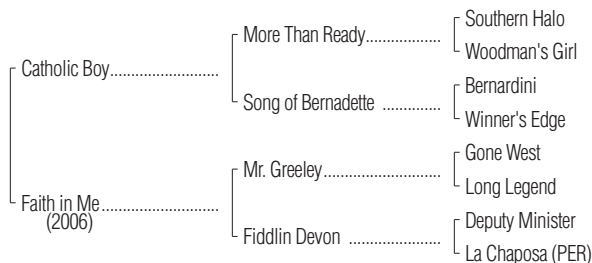 Southern Halo
More Than Ready....................
Woodman's Girl
Catholic Boy.............................
Bernardini
Song of Bernadette ...............
Winner's Edge
Gone West
Mr. Greeley...............................
Long Legend
Faith in Me...............................
(2006)
Deputy Minister
Fiddlin Devon ........................
La Chaposa (PER)